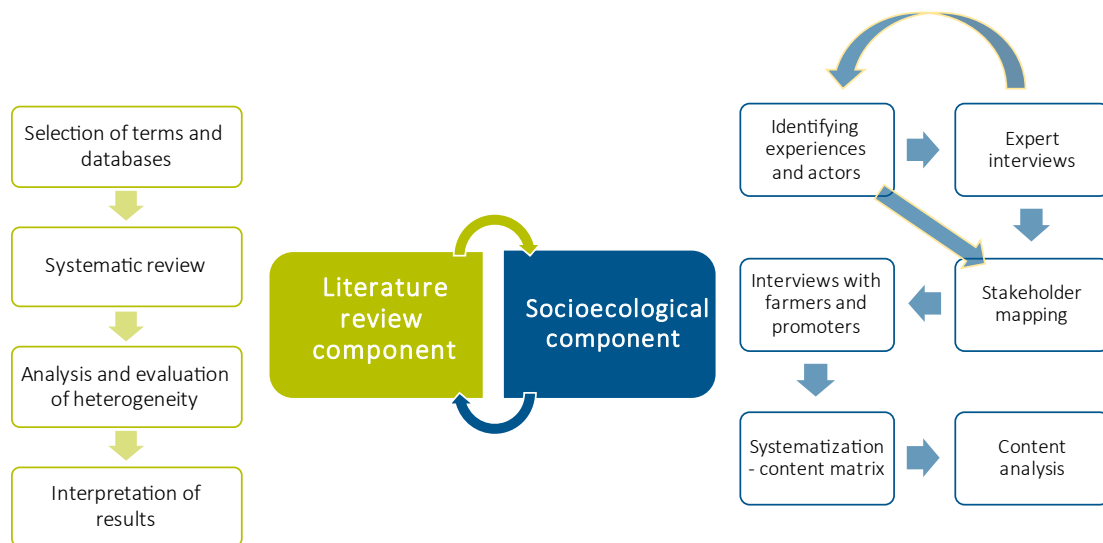 Selection of terms and
databases
Systematic review
Analysis and evaluation
of heterogeneity
Interpretation of
results
Literature
review
component
Socioecological
component
Identifying
experiences
and actors
Expert
interviews
Interviews with
farmers and
promoters
Stakeholder
mapping
Systematization
- content matrix
Content
analysis